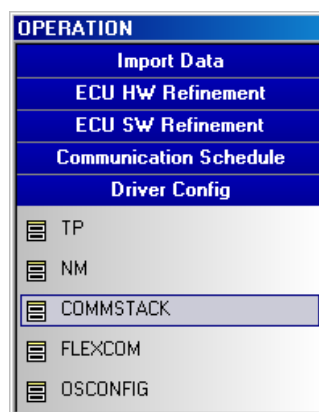 OPERATION
Import Data
ECU HW Refinement
ECU SW Refinement
Communication Schedule
Driver Config
TP
NM
COMMSTACK
FLEXCOM
OSCONFIG